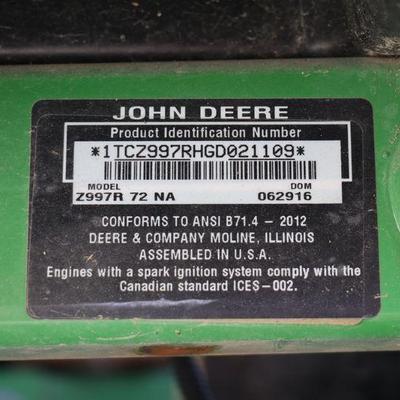 JOHN DEERE
Product Identification Number
*1TCZ997RHGD021109*
MODEL DOM
Z997R 72 NA 062916
CONFORMS TO ANSI B71.4 – 2012
DEERE & COMPANY MOLINE, ILLINOIS
ASSEMBLED IN U.S.A.
Engines with a spark ignition system comply with the
Canadian standard ICES–002.